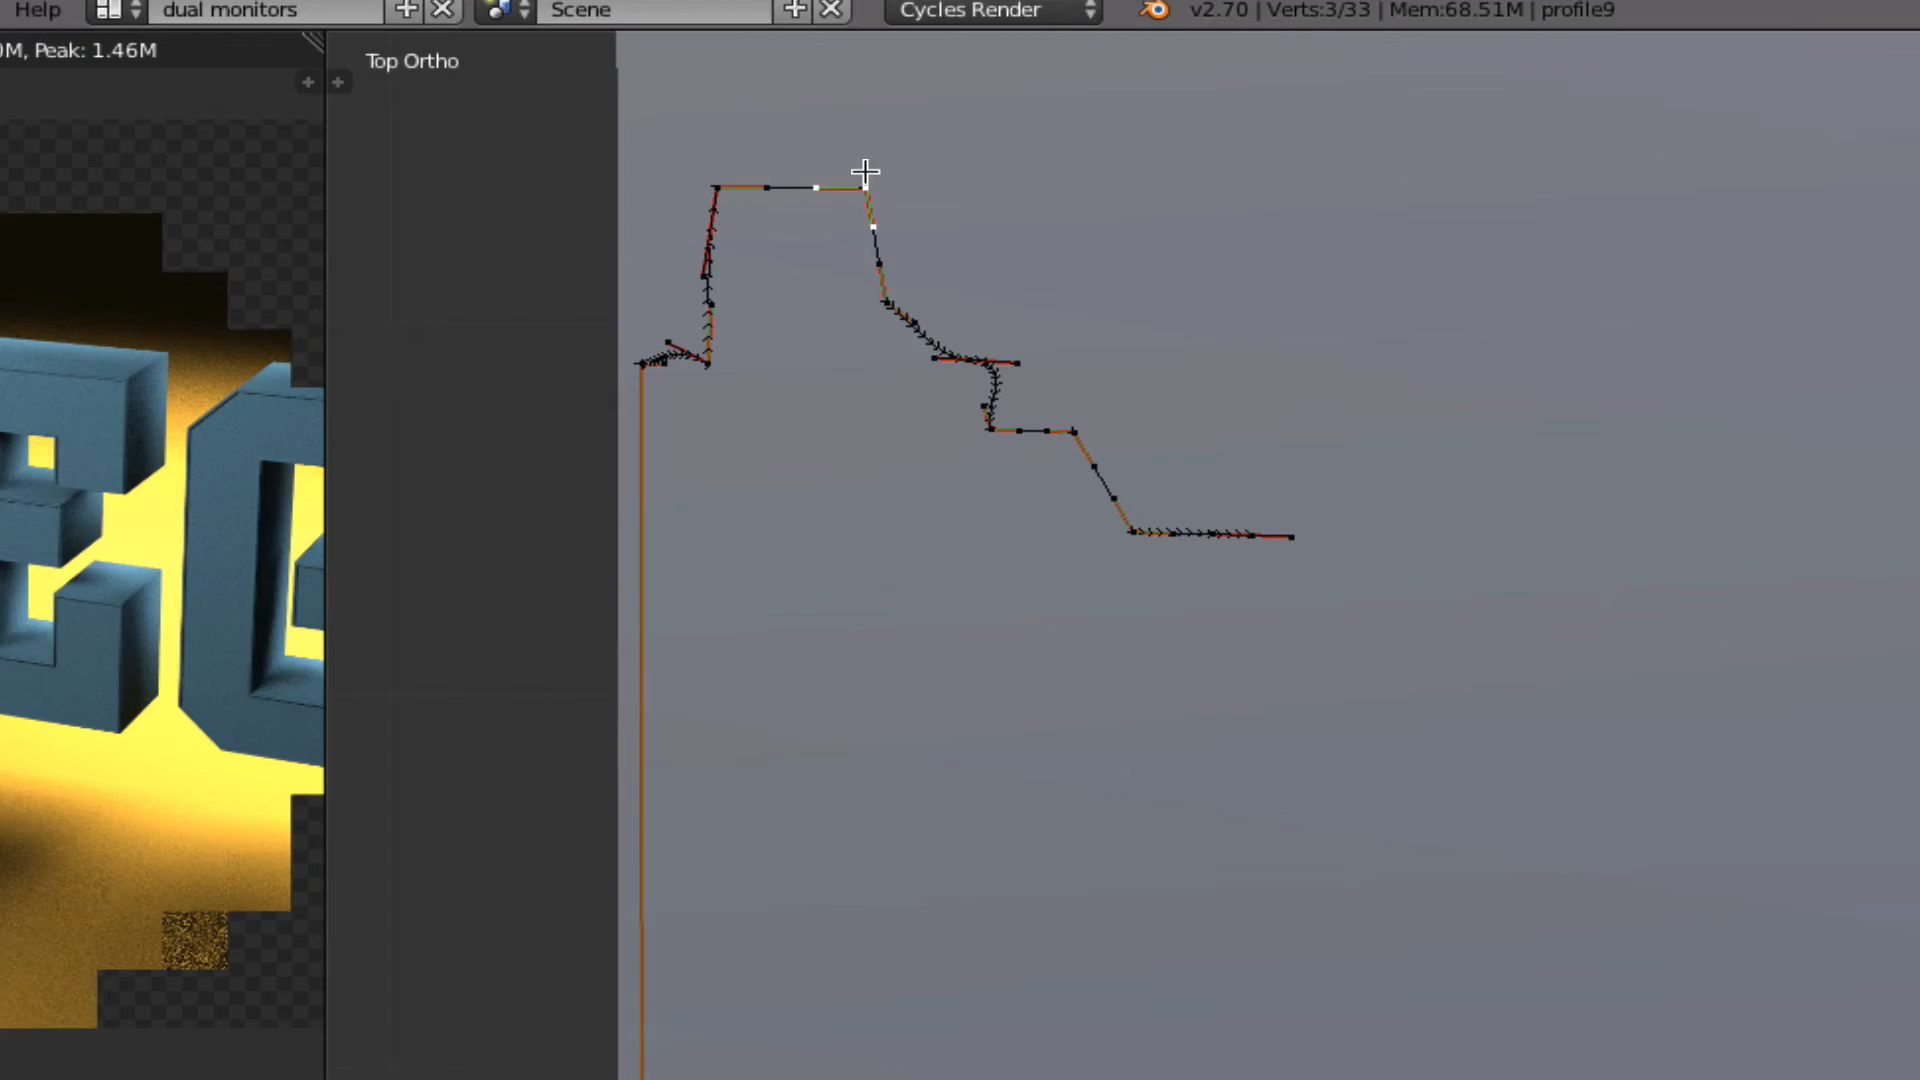 Help dual monitors Scene Cycles Render v2.70 | Verts:3/33 | Mem:68.51M | profile9
M, Peak: 1.46M
Top Ortho